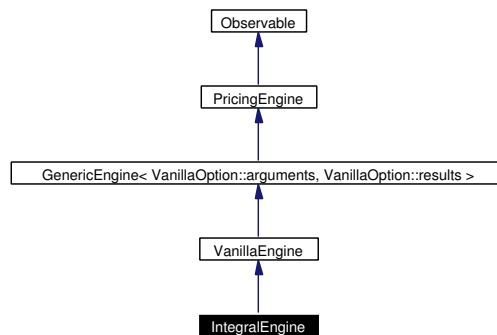 Observable
PricingEngine
GenericEngine< VanillaOption::arguments, VanillaOption::results >
VanillaEngine
IntegralEngine